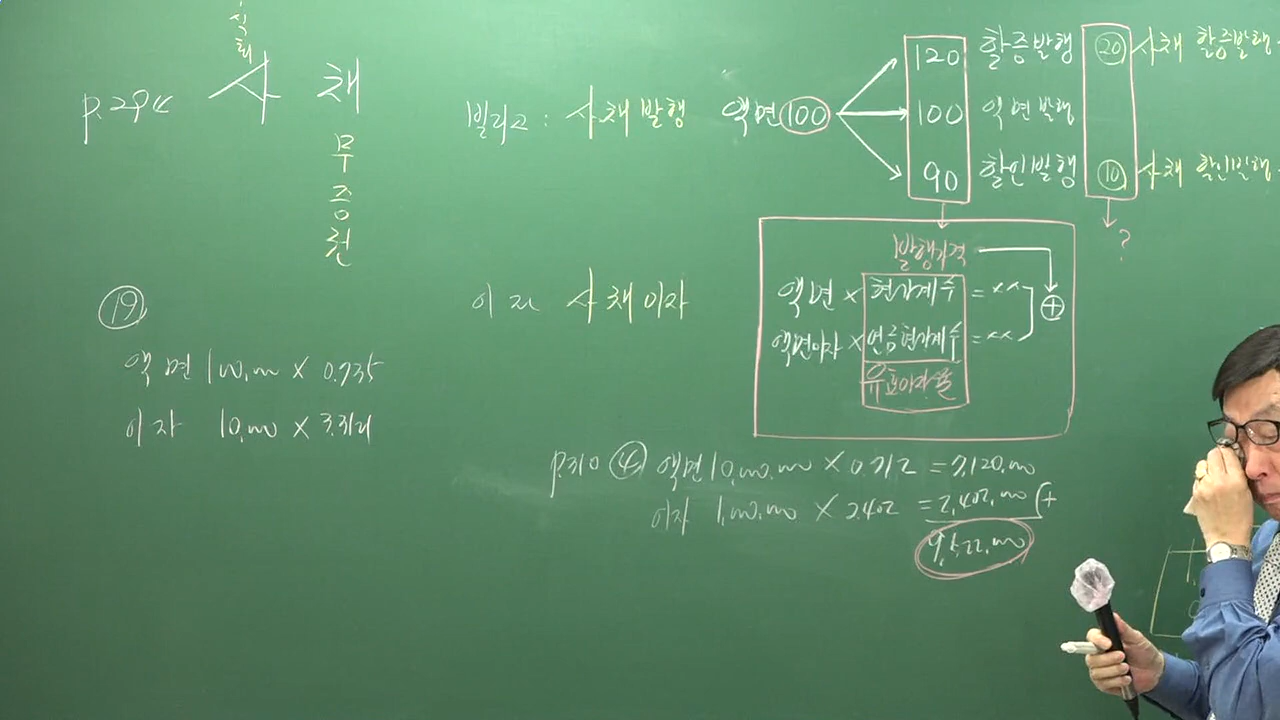 p.294
사 채
무
증
권
빌리고 : 사채발행
액면 100
120 할증발행
100 액면발행
90 할인발행
20 사채 할증발행
10 사채 할인발행
?
이자 사채이자
발행가격
액면 × 현가계수 = ××
액면이자 × 연금현가계수 = ××
+
유효이자율
19
액면 100,000 × 0.735
이자 10,000 × 3.312
p.310 4 액면 10,000,000 × 0.712 = 7,120,000
이자 1,000,000 × 2.402 = 2,402,000 (+
9,522,000